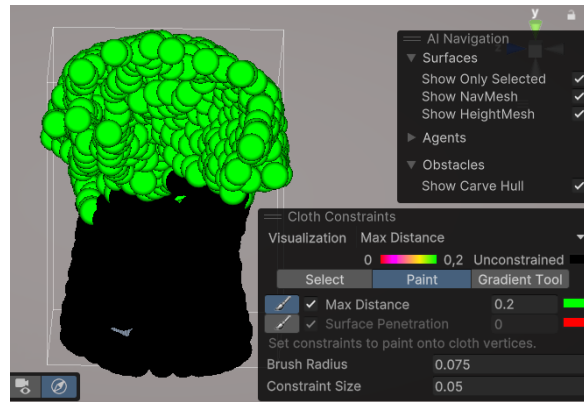 y
z
AI Navigation
Surfaces
Show Only Selected
Show NavMesh
Show HeightMesh
Agents
Obstacles
Show Carve Hull
Cloth Constraints
Visualization Max Distance
0 0,2 Unconstrained
Select Paint Gradient Tool
Max Distance 0.2
Surface Penetration 0
Set constraints to paint onto cloth vertices.
Brush Radius 0.075
Constraint Size 0.05